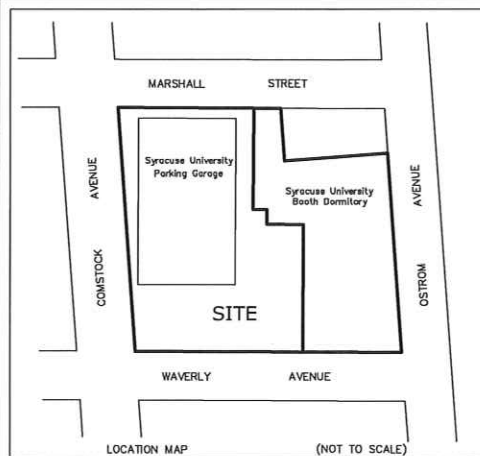 MARSHALL STREET
Syracuse University
Parking Garage
Syracuse University
Booth Dormitory
COMSTOCK AVENUE
OSTROM AVENUE
SITE
WAVERLY AVENUE
LOCATION MAP (NOT TO SCALE)